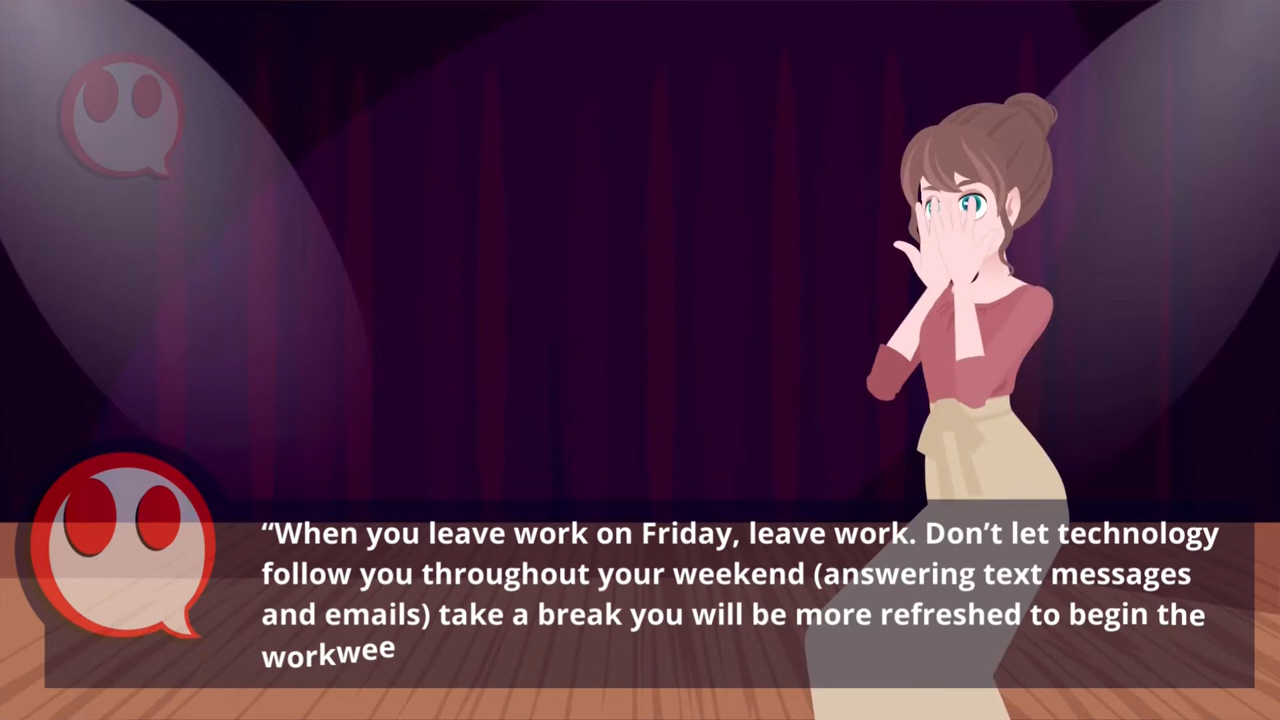 “When you leave work on Friday, leave work. Don’t let technology
follow you throughout your weekend (answering text messages
and emails) take a break you will be more refreshed to begin the
workwee